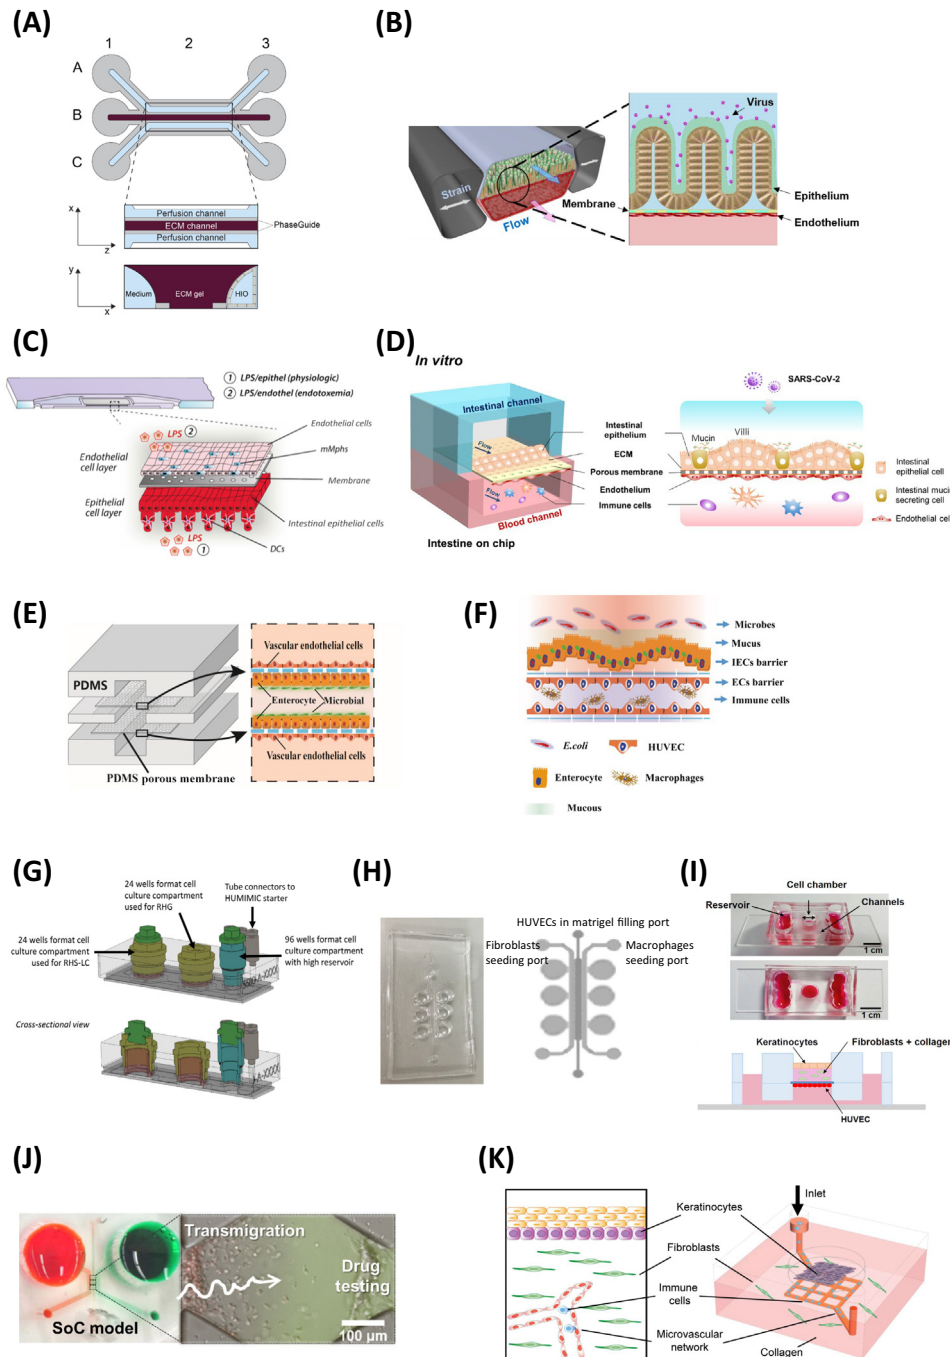 (A)
1
2
3
A
B
C
x
z
Perfusion channel
ECM channel
Perfusion channel
PhaseGuide
y
x
Medium
ECM gel
HIO
(B)
Virus
Strain
Membrane
Flow
Epithelium
Endothelium
(C)
1 LPS/epithel (physiologic)
2 LPS/endothel (endotoxemia)
LPS 2
Endothelial cells
mMphs
Endothelial
cell layer
Membrane
Epithelial
cell layer
Intestinal epithelial cells
LPS
1
DCs
(D)
In vitro
Intestinal channel
Flow
Flow
Blood channel
Intestine on chip
Intestinal
epithelium
ECM
Porous membrane
Endothelium
Immune cells
SARS-CoV-2
Mucin
Villi
Intestinal
epithelial cell
Intestinal muci
secreting cell
Endothelial cel
(E)
PDMS
PDMS porous membrane
Vascular endothelial cells
Enterocyte
Microbial
Vascular endothelial cells
(F)
Microbes
Mucus
IECs barrier
ECs barrier
Immune cells
E.coli
HUVEC
Enterocyte
Macrophages
Mucous
(G)
24 wells format cell
culture compartment
used for RHG
Tube connectors to
HUMIMIC starter
24 wells format cell
culture compartment
used for RHS-LC
96 wells format cell
culture compartment
with high reservoir
Cross-sectional view
(H)
HUVECs in matrigel filling port
Fibroblasts
seeding port
Macrophages
seeding port
(I)
Cell chamber
Reservoir
Channels
1 cm
1 cm
Keratinocytes
Fibroblasts + collagen
HUVEC
(J)
SoC model
Transmigration
Drug
testing
100 µm
(K)
Inlet
Keratinocytes
Fibroblasts
Immune
cells
Microvascular
network
Collagen